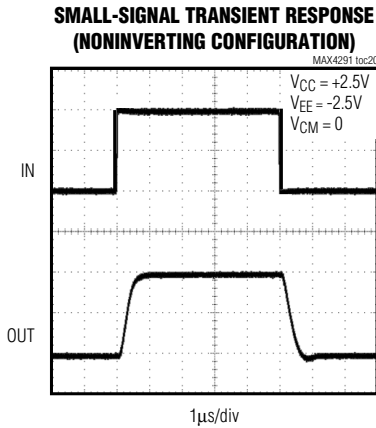 SMALL-SIGNAL TRANSIENT RESPONSE
(NONINVERTING CONFIGURATION)
MAX4291 toc20
VCC = +2.5V
VEE = -2.5V
VCM = 0
IN
OUT
1μs/div